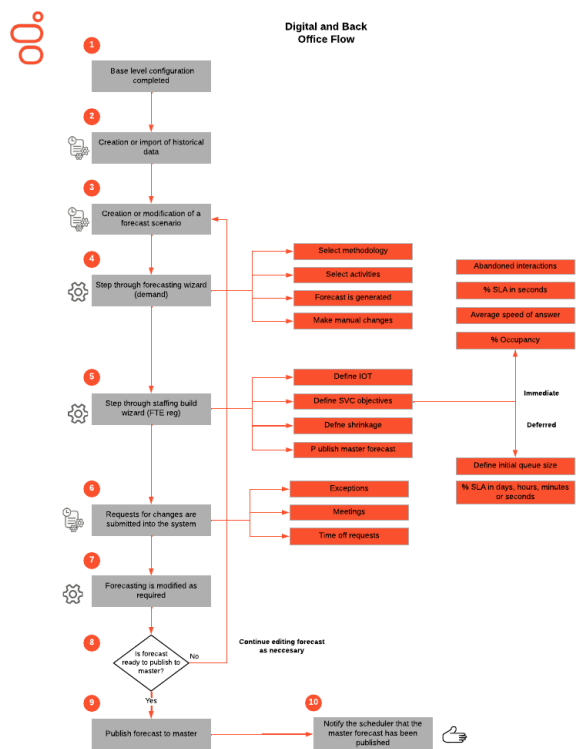 Digital and Back
Office Flow
1
Base level configuration
completed
2
Creation or import of historical
data
3
Creation or modification of a
forecast scenario
4
Step through forecasting wizard
(demand)
Select methodology
Select activities
Forecast is generated
Make manual changes
Abandoned interactions
% SLA in seconds
Average speed of answer
% Occupancy
Immediate
Deferred
Define initial queue size
% SLA in days, hours, minutes
or seconds
5
Step through staffing build
wizard (FTE reg)
Define IOT
Define SVC objectives
Defne shrinkage
P ublish master forecast
6
Requests for changes are
submitted into the system
Exceptions
Meetings
Time off requests
7
Forecasting is modified as
required
8
Is forecast
ready to publish to
master?
No
Continue editing forecast
as neccesary
Yes
9
Publish forecast to master
10
Notify the scheduler that the
master forecast has been
published